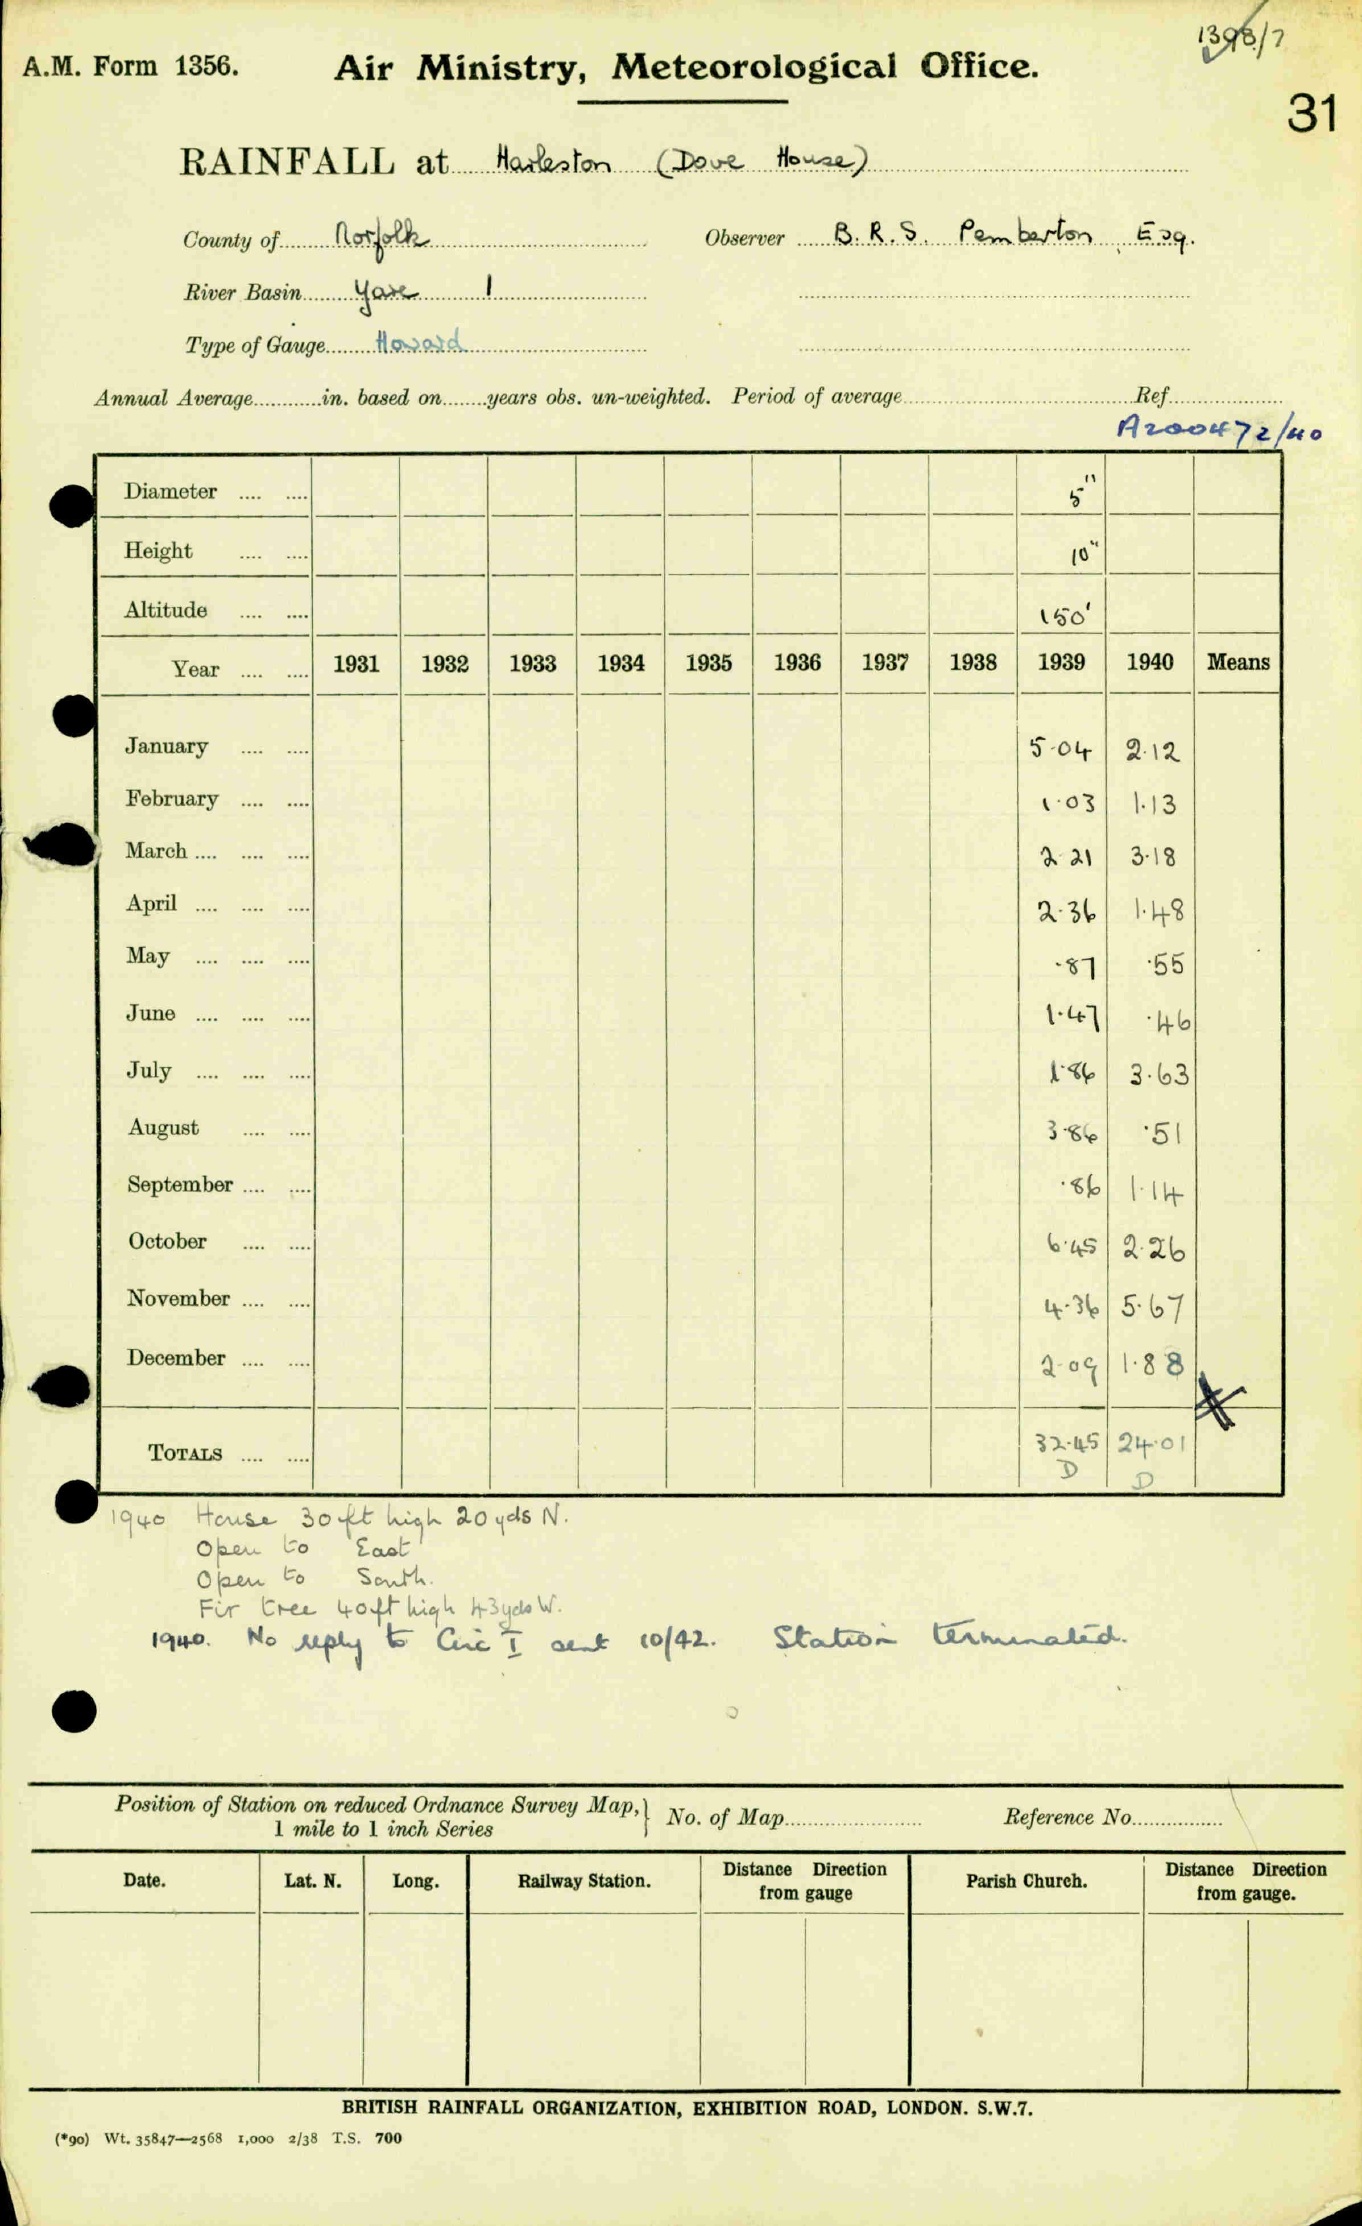 1398/7
A.M. Form 1356. Air Ministry, Meteorological Office.
31
RAINFALL at Harleston (Dove House)
County of Norfolk Observer B. R. S. Pemberton, Esq.
River Basin Yare 1
Type of Gauge Howard
Annual Average............in. based on.......years obs. un-weighted. Period of average Ref
A200472/40
Diameter .... .... 5"
Height .... .... 10"
Altitude .... .... 150'
Year .... .... 1931 1932 1933 1934 1935 1936 1937 1938 1939 1940 Means
January .... .... 5.04 2.12
February .... .... 1.03 1.13
March .... .... .... 2.21 3.18
April .... .... .... 2.36 1.48
May .... .... .... .87 .55
June .... .... .... 1.47 .46
July .... .... .... 1.86 3.63
August .... .... 3.86 .51
September .... .... .86 1.14
October .... .... 6.45 2.26
November .... .... 4.36 5.67
December .... .... 2.09 1.88
TOTALS .... .... 32.45 24.01
D D
1940 House 30ft high 20yds N.
Open to East
Open to South.
Fir tree 40ft high 43yds W.
1940. No reply to Circ I sent 10/42. Station terminated.
Position of Station on reduced Ordnance Survey Map,} No. of Map Reference No.
1 mile to 1 inch Series
Date. Lat. N. Long. Railway Station. Distance Direction Parish Church. Distance Direction
from gauge from gauge.
BRITISH RAINFALL ORGANIZATION, EXHIBITION ROAD, LONDON. S.W.7.
(*90) Wt. 35847—2568 1,000 2/38 T.S. 700